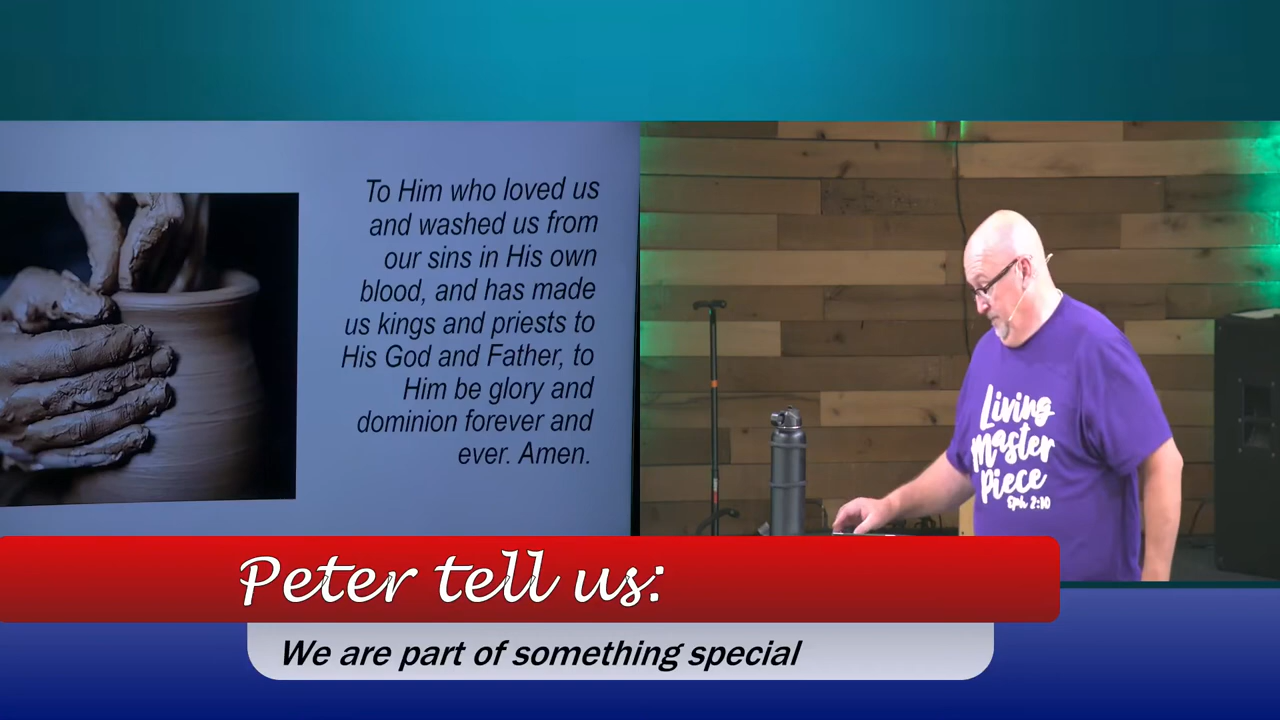 To Him who loved us
and washed us from
our sins in His own
blood, and has made
us kings and priests to
His God and Father, to
Him be glory and
dominion forever and
ever. Amen.
Living
Master
Piece
Eph 2:10
Peter tell us:
We are part of something special